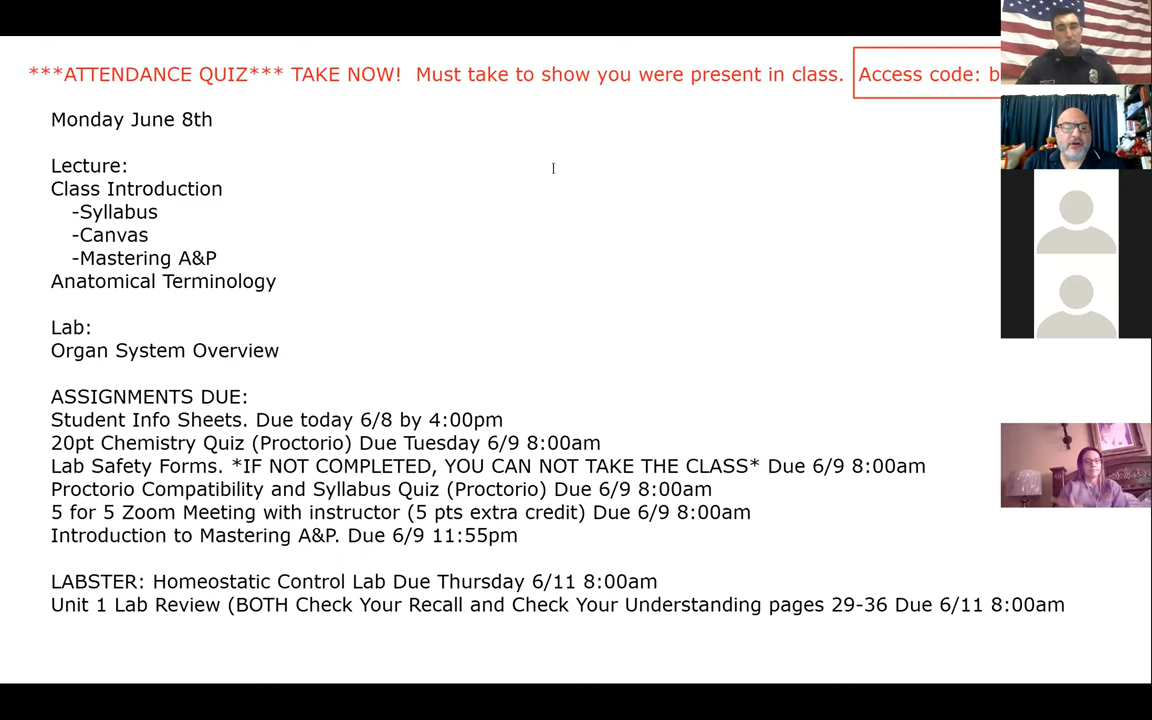 ***ATTENDANCE QUIZ*** TAKE NOW!  Must take to show you were present in class. Access code: b
Monday June 8th
Lecture:
Class Introduction
-Syllabus
-Canvas
-Mastering A&P
Anatomical Terminology
Lab:
Organ System Overview
ASSIGNMENTS DUE:
Student Info Sheets. Due today 6/8 by 4:00pm
20pt Chemistry Quiz (Proctorio) Due Tuesday 6/9 8:00am
Lab Safety Forms. *IF NOT COMPLETED, YOU CAN NOT TAKE THE CLASS* Due 6/9 8:00am
Proctorio Compatibility and Syllabus Quiz (Proctorio) Due 6/9 8:00am
5 for 5 Zoom Meeting with instructor (5 pts extra credit) Due 6/9 8:00am
Introduction to Mastering A&P. Due 6/9 11:55pm
LABSTER: Homeostatic Control Lab Due Thursday 6/11 8:00am
Unit 1 Lab Review (BOTH Check Your Recall and Check Your Understanding pages 29-36 Due 6/11 8:00am